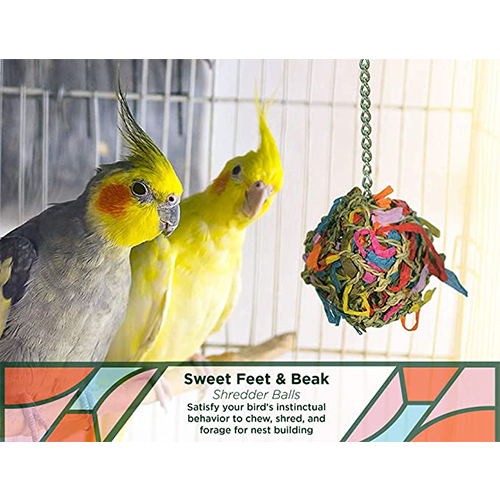 Sweet Feet & Beak
Shredder Balls
Satisfy your bird's instinctual
behavior to chew, shred, and
forage for nest building